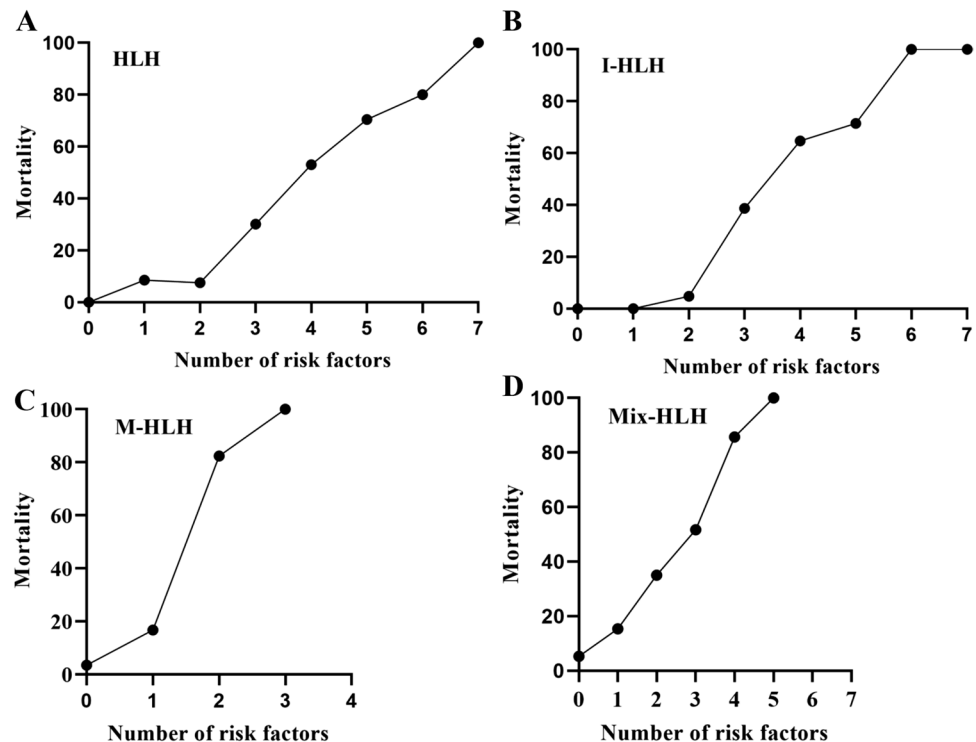 A
HLH
Mortality
100
80
60
40
20
0
0 1 2 3 4 5 6 7
Number of risk factors
B
I-HLH
Mortality
100
80
60
40
20
0
0 1 2 3 4 5 6 7
Number of risk factors
C
M-HLH
Mortality
100
80
60
40
20
0
0 1 2 3 4
Number of risk factors
D
Mix-HLH
Mortality
100
80
60
40
20
0
0 1 2 3 4 5 6 7
Number of risk factors